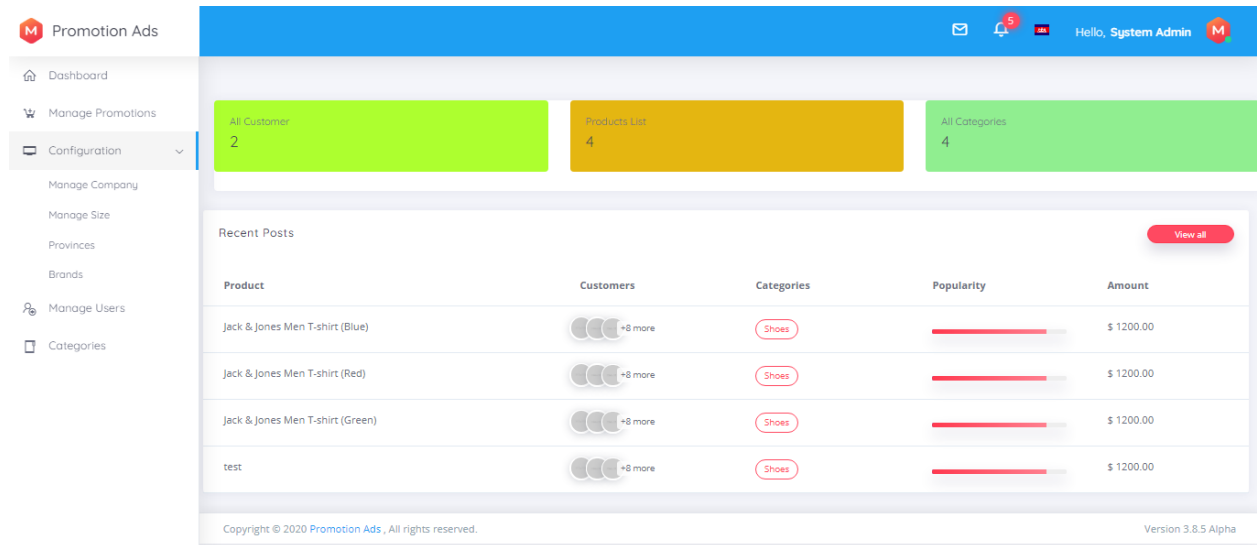 M Promotion Ads
5
Hello, System Admin M
Dashboard
Manage Promotions
Configuration
Manage Company
Manage Size
Provinces
Brands
Manage Users
Categories
All Customer
2
Products List
4
All Categories
4
Recent Posts
View all
Product Customers Categories Popularity Amount
Jack & Jones Men T-shirt (Blue) +8 more Shoes $ 1200.00
Jack & Jones Men T-shirt (Red) +8 more Shoes $ 1200.00
Jack & Jones Men T-shirt (Green) +8 more Shoes $ 1200.00
test +8 more Shoes $ 1200.00
Copyright © 2020 Promotion Ads , All rights reserved. Version 3.8.5 Alpha